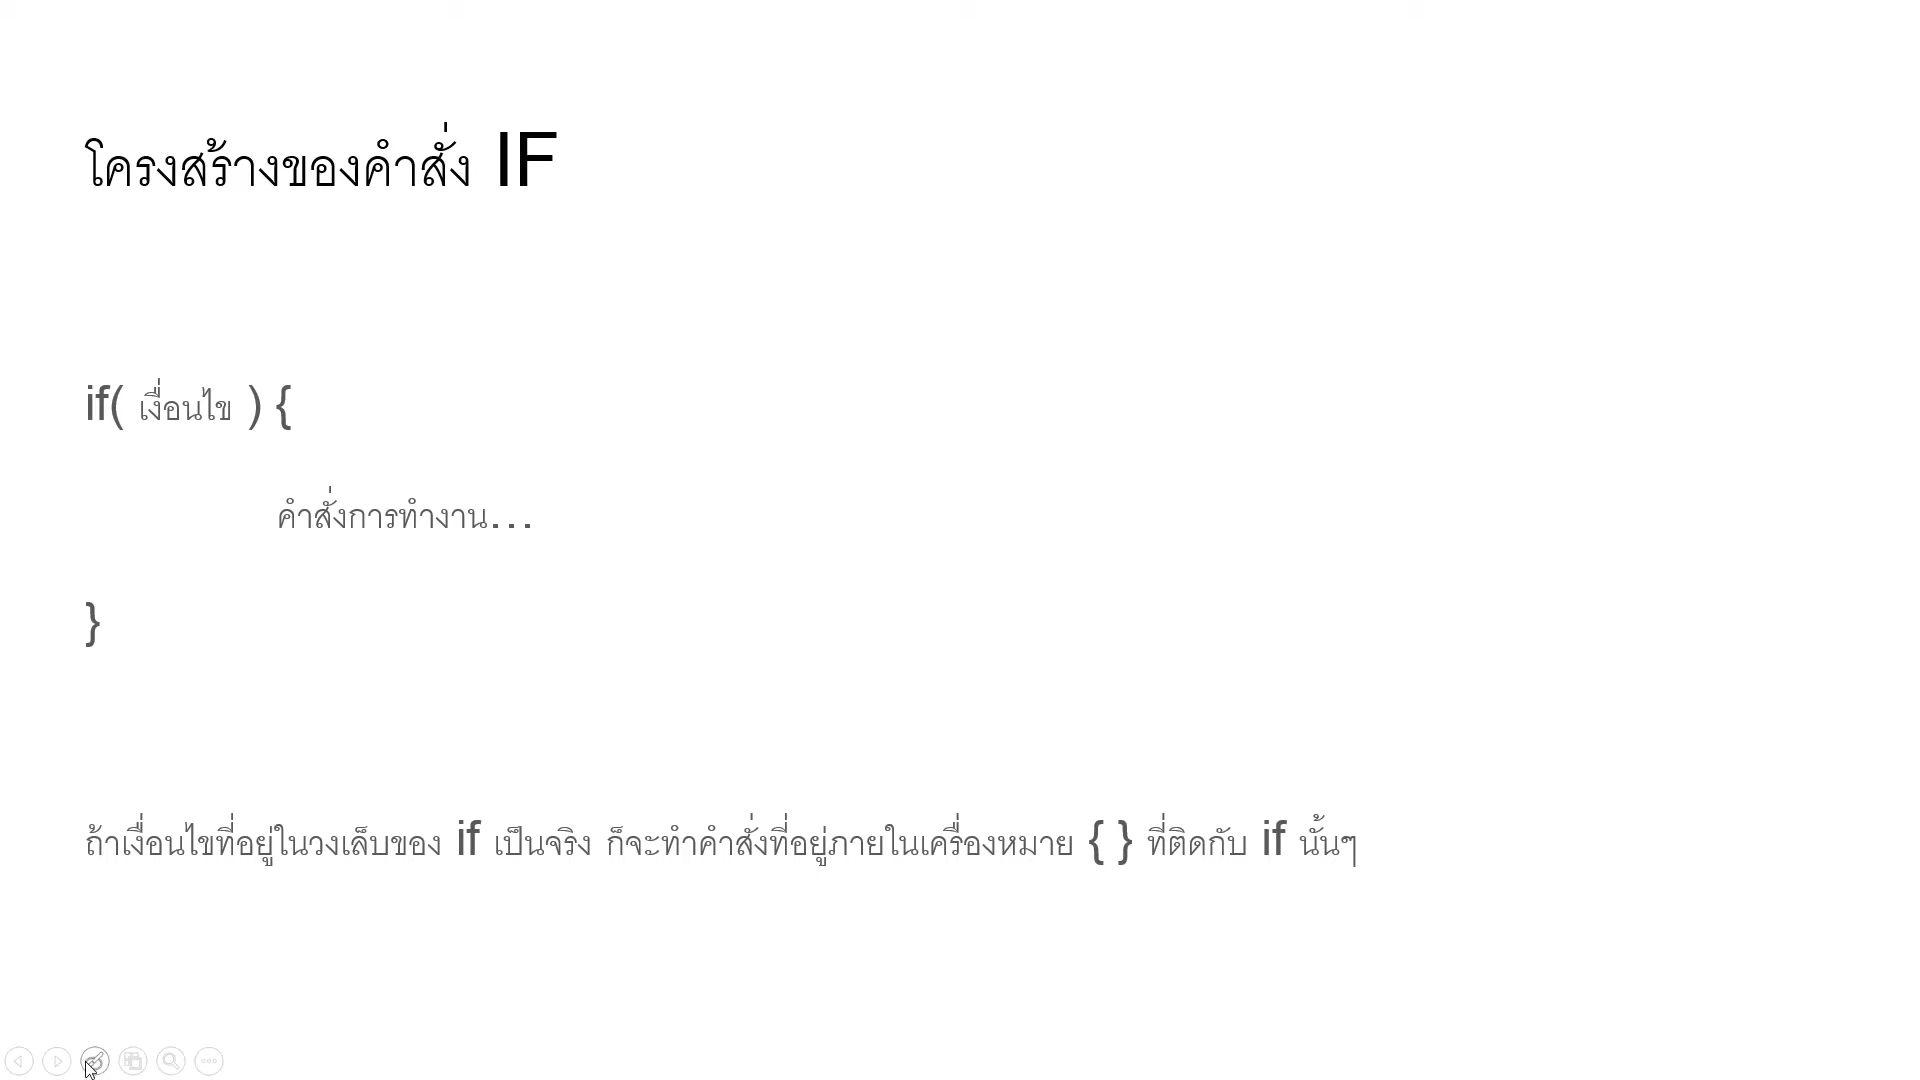 โครงสร้างของคำสั่ง IF
if( เงื่อนไข ) {
คำสั่งการทำงาน...
}
ถ้าเงื่อนไขที่อยู่ในวงเล็บของ if เป็นจริง ก็จะทำคำสั่งที่อยู่ภายในเครื่องหมาย { } ที่ติดกับ if นั้นๆ